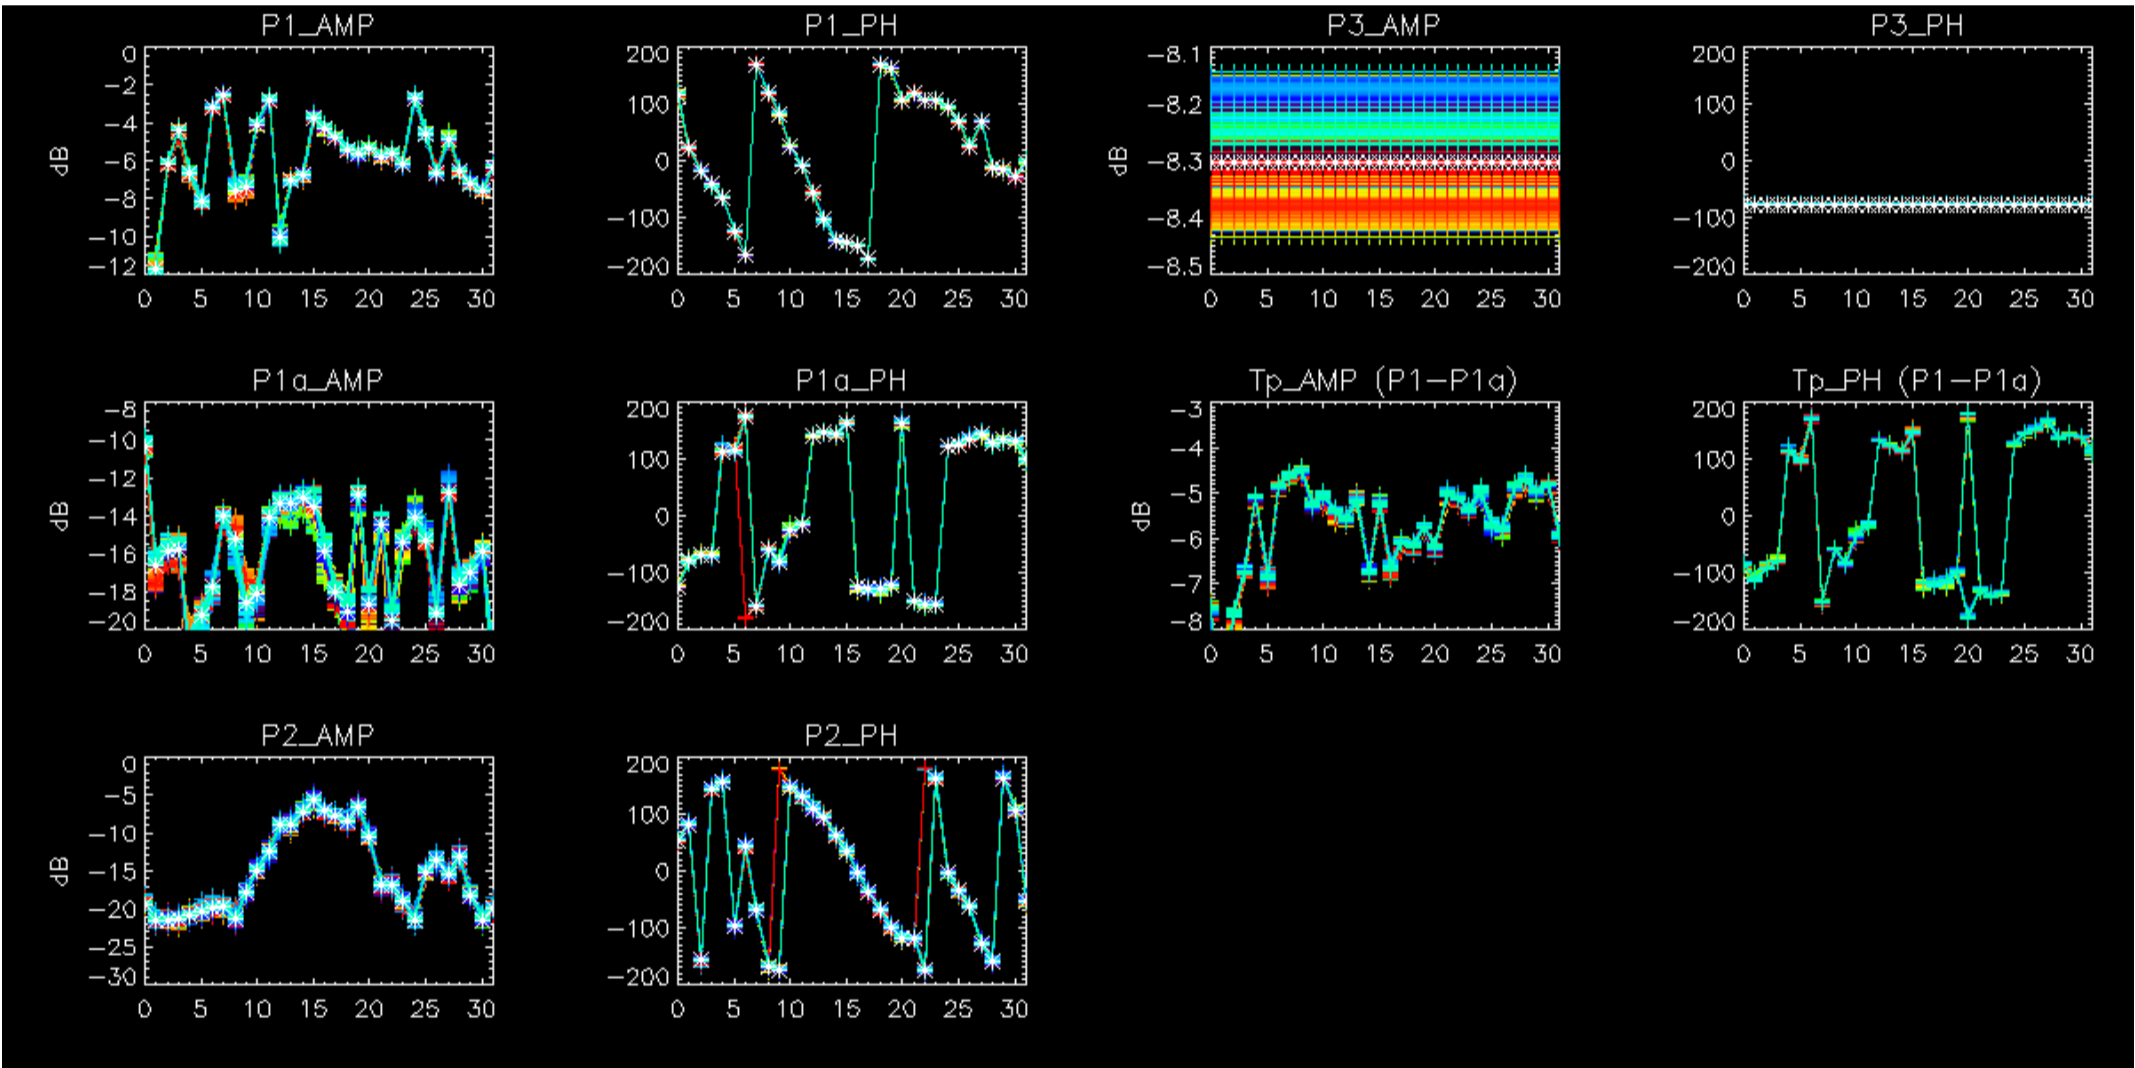 P1_AMP
P1_PH
P3_AMP
P3_PH
0
-2
-4
-6
-8
-10
-12
dB
0 5 10 15 20 25 30
200
100
0
-100
-200
0 5 10 15 20 25 30
-8.1
-8.2
-8.3
-8.4
-8.5
dB
0 5 10 15 20 25 30
200
100
0
-100
-200
0 5 10 15 20 25 30
P1a_AMP
P1a_PH
Tp_AMP (P1-P1a)
Tp_PH (P1-P1a)
-8
-10
-12
-14
-16
-18
-20
dB
0 5 10 15 20 25 30
200
100
0
-100
-200
0 5 10 15 20 25 30
-3
-4
-5
-6
-7
-8
dB
0 5 10 15 20 25 30
200
100
0
-100
-200
0 5 10 15 20 25 30
P2_AMP
P2_PH
0
-5
-10
-15
-20
-25
-30
dB
0 5 10 15 20 25 30
200
100
0
-100
-200
0 5 10 15 20 25 30